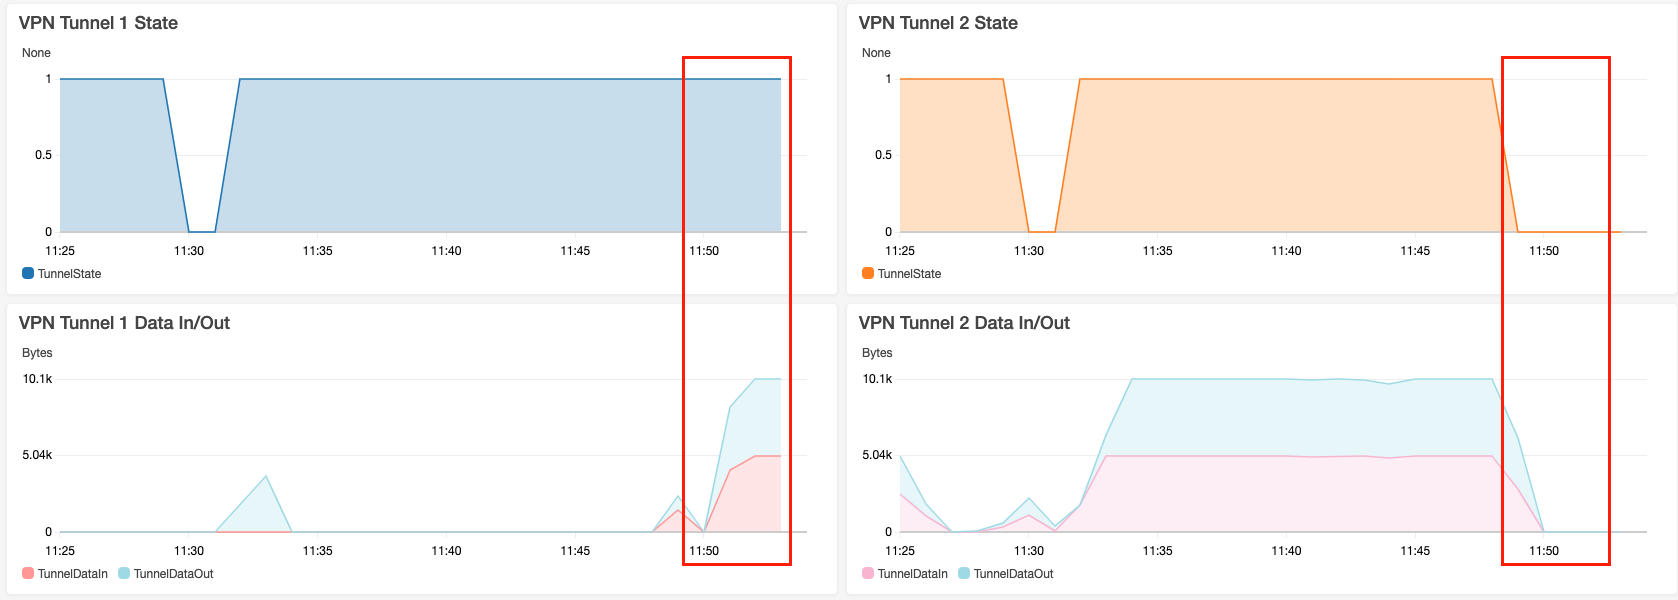 VPN Tunnel 1 State
None
1
0.5
0
11:25 11:30 11:35 11:40 11:45 11:50
TunnelState
VPN Tunnel 2 State
None
1
0.5
0
11:25 11:30 11:35 11:40 11:45 11:50
TunnelState
VPN Tunnel 1 Data In/Out
Bytes
10.1k
5.04k
0
11:25 11:30 11:35 11:40 11:45 11:50
TunnelDataIn TunnelDataOut
VPN Tunnel 2 Data In/Out
Bytes
10.1k
5.04k
0
11:25 11:30 11:35 11:40 11:45 11:50
TunnelDataIn TunnelDataOut